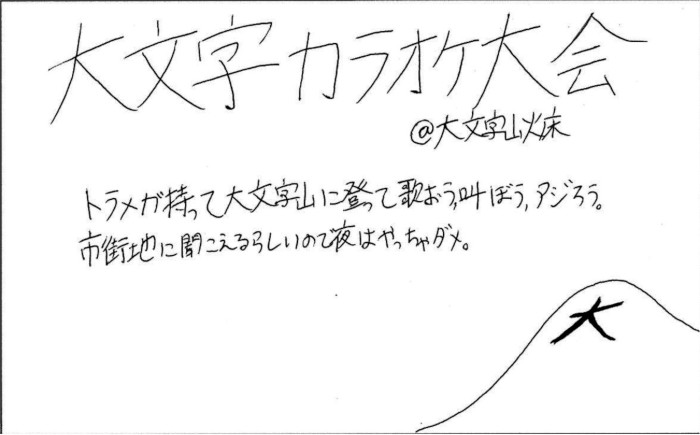 大文字カラオケ大会
@大文字山火床
トラメガ持って大文字山に登って歌おう,叫ぼう,アジろう。
市街地に聞こえるらしいので夜はやっちゃダメ。
大